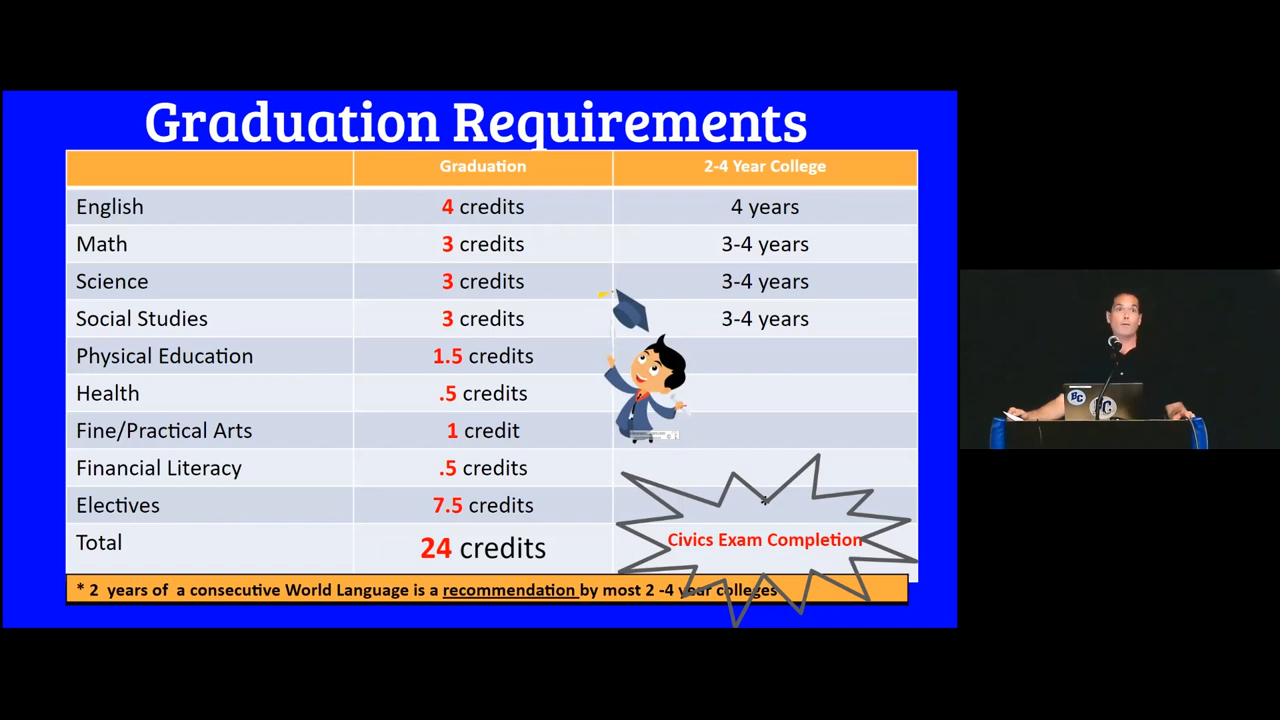 Graduation Requirements
Graduation 2-4 Year College
English 4 credits 4 years
Math 3 credits 3-4 years
Science 3 credits 3-4 years
Social Studies 3 credits 3-4 years
Physical Education 1.5 credits
Health .5 credits
Fine/Practical Arts 1 credit
Financial Literacy .5 credits
Electives 7.5 credits *
Total 24 credits Civics Exam Completion
* 2 years of a consecutive World Language is a recommendation by most 2 -4 year colleges
BC BC